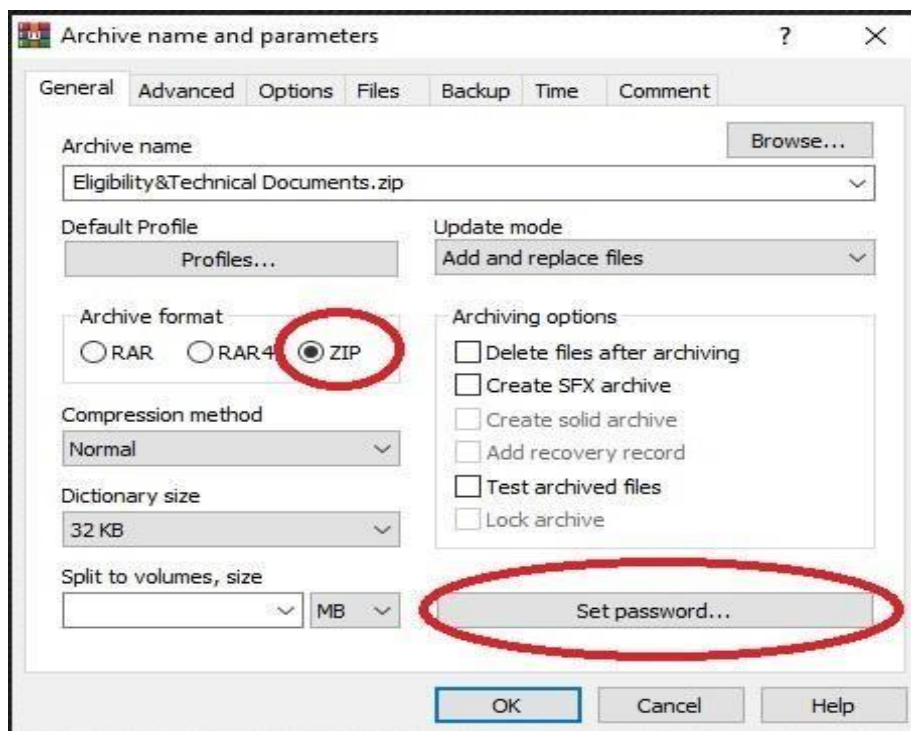 Archive name and parameters
? X
General Advanced Options Files Backup Time Comment
Archive name
Browse...
Eligibility&Technical Documents.zip
Default Profile
Profiles...
Update mode
Add and replace files
Archive format
RAR RAR4 ZIP
Compression method
Normal
Dictionary size
32 KB
Split to volumes, size
MB
Archiving options
Delete files after archiving
Create SFX archive
Create solid archive
Add recovery record
Test archived files
Lock archive
Set password...
OK Cancel Help